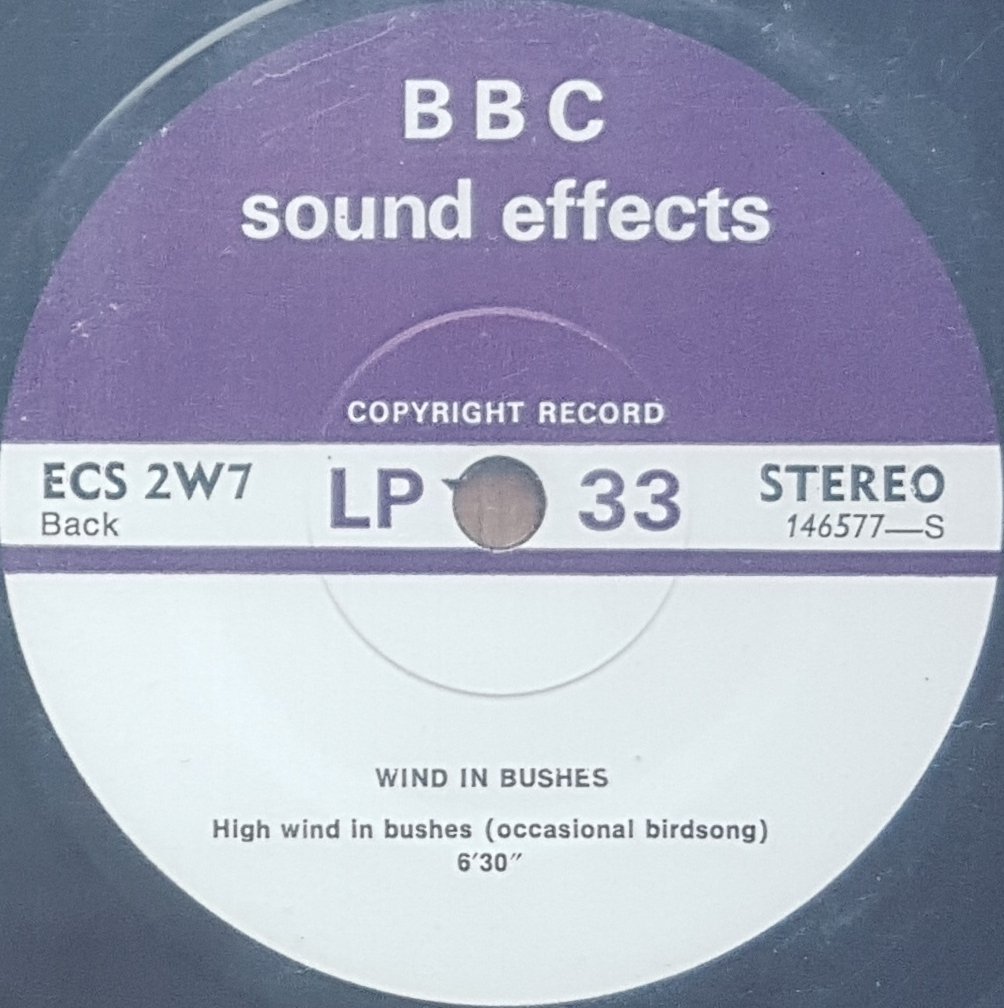 BBC
sound effects
COPYRIGHT RECORD
ECS 2W7 LP 33 STEREO
Back 146577—S
WIND IN BUSHES
High wind in bushes (occasional birdsong)
6′30″